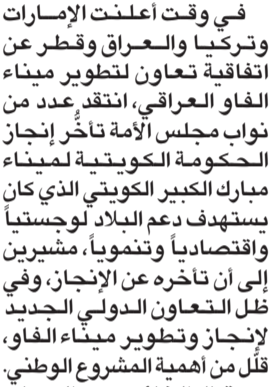 في وقت أعلنت الإمارات
وتركيا والعراق وقطر عن
اتفاقية تعاون لتطوير ميناء
الفاو العراقي، انتقد عدد من
نواب مجلس الأمة تأخُّر إنجاز
الحكومة الكويتية لميناء
مبارك الكبير الكويتي الذي كان
يستهدف دعم البلاد لوجستياً
واقتصادياً وتنموياً، مشيرين
إلى أن تأخره عن الإنجاز، وفي
ظل التعاون الدولي الجديد
لإنجاز وتطوير ميناء الفاو،
قلَّل من أهمية المشروع الوطني.